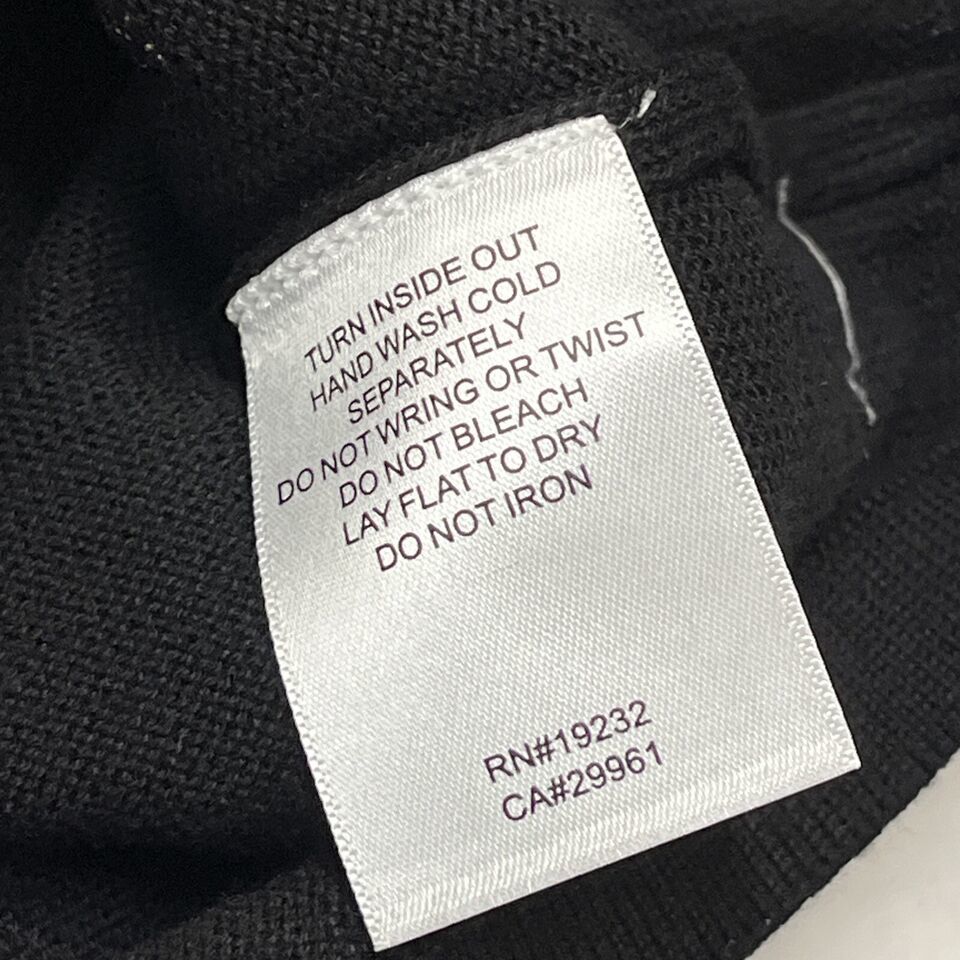 TURN INSIDE OUT
HAND WASH COLD
SEPARATELY
DO NOT WRING OR TWIST
DO NOT BLEACH
LAY FLAT TO DRY
DO NOT IRON
RN#19232
CA#29961